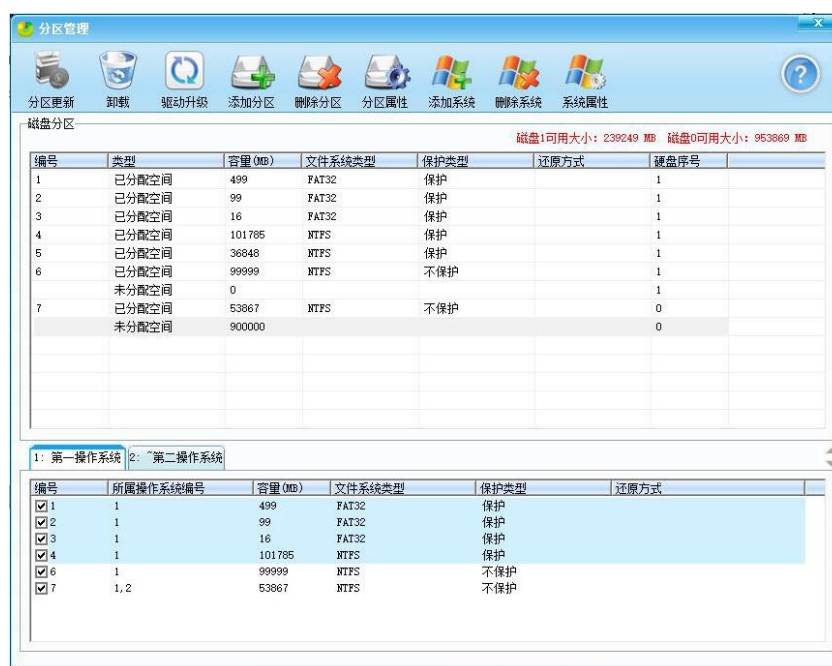 分区管理
分区更新 卸载 驱动升级 添加分区 删除分区 分区属性 添加系统 删除系统 系统属性
磁盘分区
磁盘1可用大小: 239249 MB 磁盘0可用大小: 953869 MB
编号 类型 容量(MB) 文件系统类型 保护类型 还原方式 硬盘序号
1 已分配空间 499 FAT32 保护 1
2 已分配空间 99 FAT32 保护 1
3 已分配空间 16 FAT32 保护 1
4 已分配空间 101785 NTFS 保护 1
5 已分配空间 36848 NTFS 保护 1
6 已分配空间 99999 NTFS 不保护 1
未分配空间 0 1
7 已分配空间 53867 NTFS 不保护 0
未分配空间 900000 0
1: 第一操作系统 2: ~第二操作系统
编号 所属操作系统编号 容量(MB) 文件系统类型 保护类型 还原方式
1 1 499 FAT32 保护
2 1 99 FAT32 保护
3 1 16 FAT32 保护
4 1 101785 NTFS 保护
6 1 99999 NTFS 不保护
7 1,2 53867 NTFS 不保护